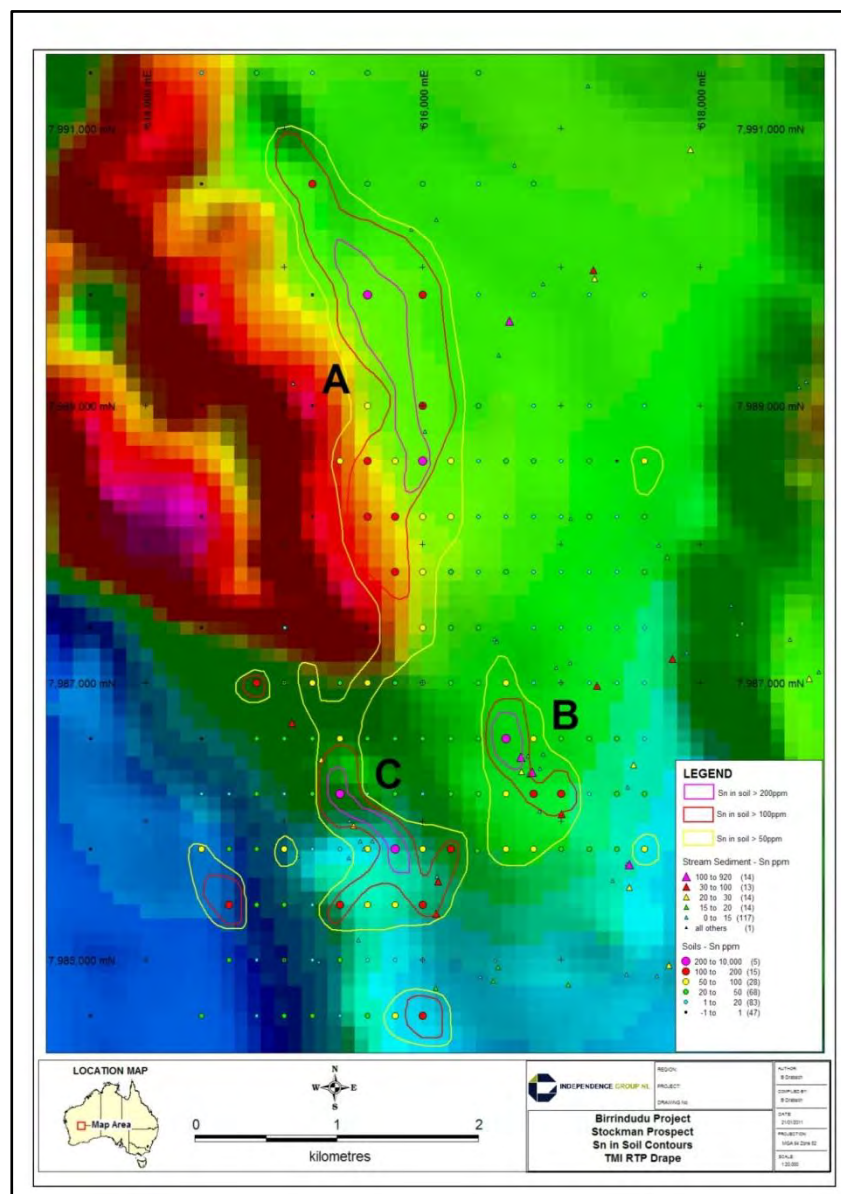 614,000 mE
616,000 mE
618,000 mE
7,991,000 mN
7,991,000 mN
A
7,989,000 mN
7,989,000 mN
7,987,000 mN
7,987,000 mN
B
C
7,985,000 mN
LEGEND
Sn in soil > 200ppm
Sn in soil > 100ppm
Sn in soil > 50ppm
Stream Sediment - Sn ppm
100 to 920 (14)
30 to 100 (13)
20 to 30 (14)
15 to 20 (14)
0 to 15 (117)
all others (1)
Soils - Sn ppm
200 to 10,000 (5)
100 to 200 (15)
50 to 100 (28)
20 to 50 (68)
1 to 20 (83)
-1 to 1 (47)
LOCATION MAP
Map Area
N
W E
S
0 1 2
kilometres
INDEPENDENCE GROUP NL
REGION:
PROJECT:
DRAWING No:
Birrindudu Project
Stockman Prospect
Sn in Soil Contours
TMI RTP Drape
AUTHOR:
COMPILED BY:
DATE:
PROJECTION:
SCALE: